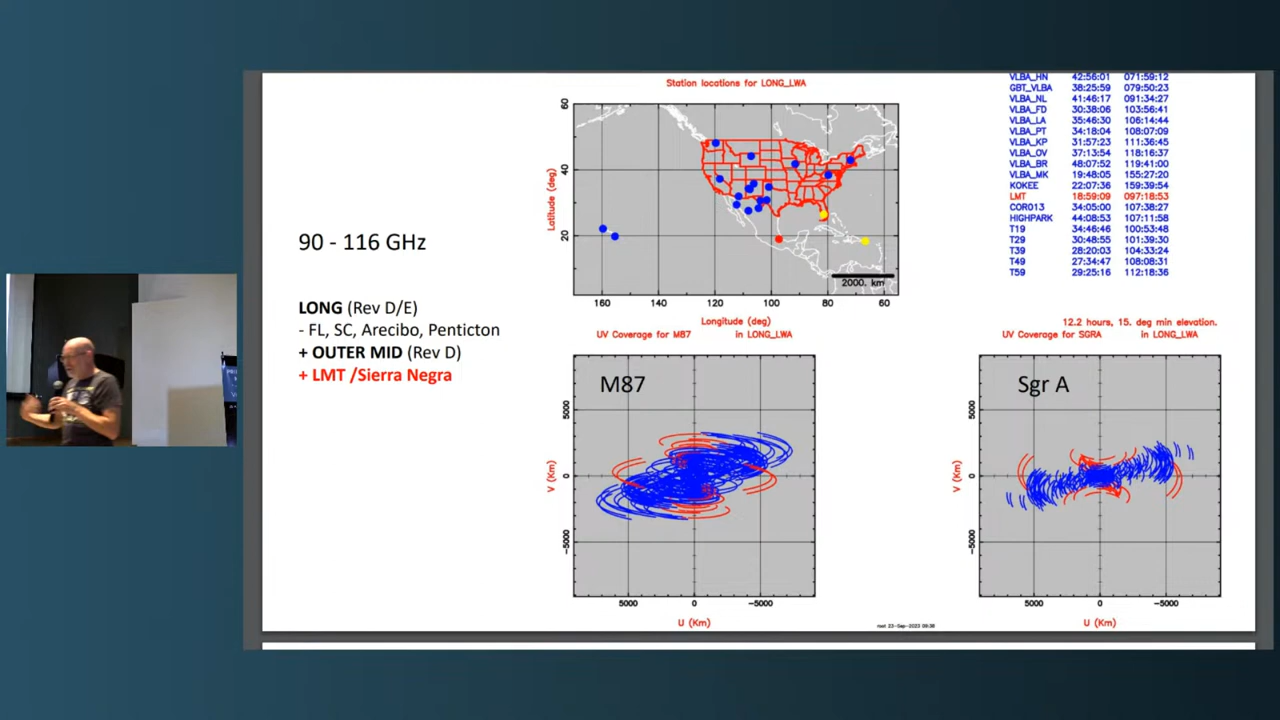 Station locations for LONG_LWA
60
40
20
Latitude (deg)
160 140 120 100 80 60
Longitude (deg)
2000. km
VLBA_HN 42:56:01 071:59:12
GBT_VLBA 38:25:59 079:50:23
VLBA_NL 41:46:17 091:34:27
VLBA_FD 30:38:06 103:56:41
VLBA_LA 35:46:30 106:14:44
VLBA_PT 34:18:04 108:07:09
VLBA_KP 31:57:23 111:36:45
VLBA_OV 37:13:54 118:16:37
VLBA_BR 48:07:52 119:41:00
VLBA_MK 19:48:05 155:27:20
KOKEE 22:07:36 159:39:54
LMT 18:59:09 097:18:53
COR013 34:05:00 107:38:27
HIGHPARK 44:08:53 107:11:58
T19 34:46:46 100:53:48
T29 30:48:55 101:39:30
T39 28:20:03 104:33:24
T49 27:34:47 108:08:31
T59 29:25:16 112:18:36
90 - 116 GHz
LONG (Rev D/E)
- FL, SC, Arecibo, Penticton
+ OUTER MID (Rev D)
+ LMT /Sierra Negra
UV Coverage for M87 in LONG_LWA
M87
5000
0
-5000
V (Km)
5000 0 -5000
U (Km)
12.2 hours, 15. deg min elevation.
UV Coverage for SGRA in LONG_LWA
Sgr A
5000
0
-5000
V (Km)
5000 0 -5000
U (Km)